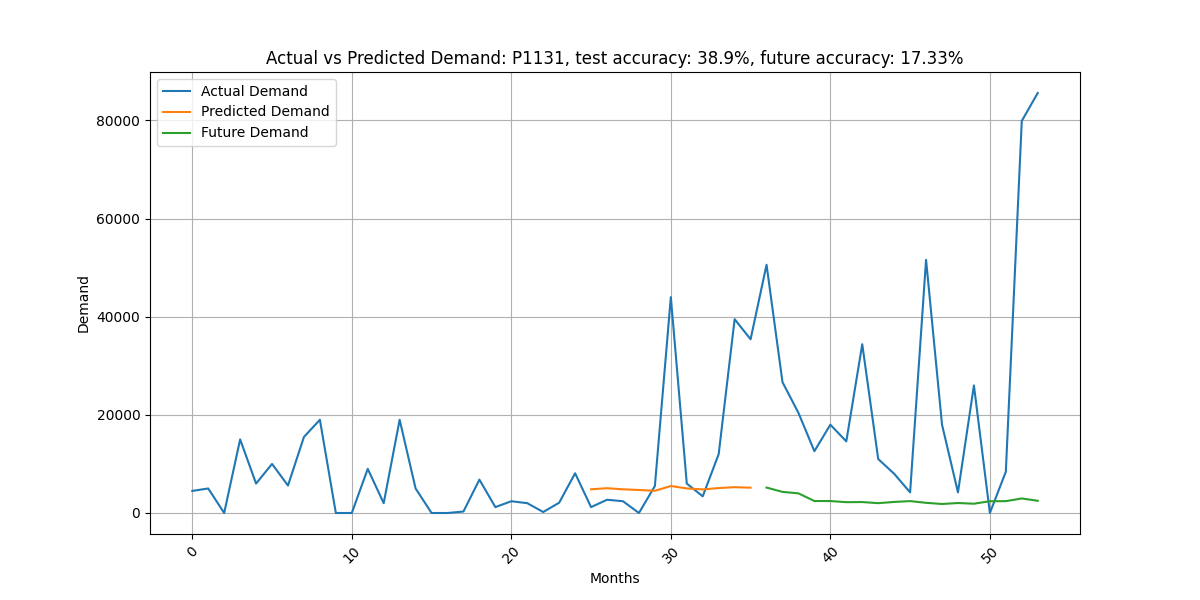 Actual vs Predicted Demand: P1131, test accuracy: 38.9%, future accuracy: 17.33%
Actual Demand
Predicted Demand
Future Demand
80000
60000
40000
20000
0
Demand
0 10 20 30 40 50
Months